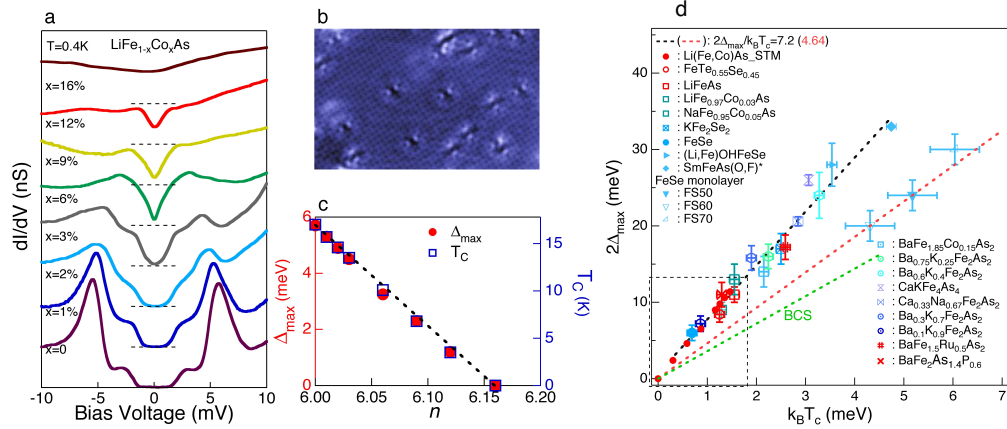 a
LiFe1-xCoxAs
T=0.4K
x=16%
x=12%
x=9%
x=6%
x=3%
x=2%
x=1%
x=0
dI/dV (nS)
-10 -5 0 5 10
Bias Voltage (mV)
b
c
Δmax
TC
6
4
2
0
Δmax (meV)
15
10
5
0
TC (K)
6.00 6.05 6.10 6.15 6.20
n
d
( ): 2Δmax/kBTc=7.2 (4.64)
: Li(Fe,Co)As_STM
: FeTe0.55Se0.45
: LiFeAs
: LiFe0.97Co0.03As
: NaFe0.95Co0.05As
: KFe2Se2
: FeSe
: (Li,Fe)OHFeSe
: SmFeAs(O,F)*
FeSe monolayer
: FS50
: FS60
: FS70
: BaFe1.85Co0.15As2
: Ba0.75K0.25Fe2As2
: Ba0.6K0.4Fe2As2
: CaKFe4As4
: Ca0.33Na0.67Fe2As2
: Ba0.3K0.7Fe2As2
: Ba0.1K0.9Fe2As2
: BaFe1.5Ru0.5As2
: BaFe2As1.4P0.6
BCS
40
30
20
10
0
2Δmax (meV)
0 1 2 3 4 5 6 7
kBTc (meV)